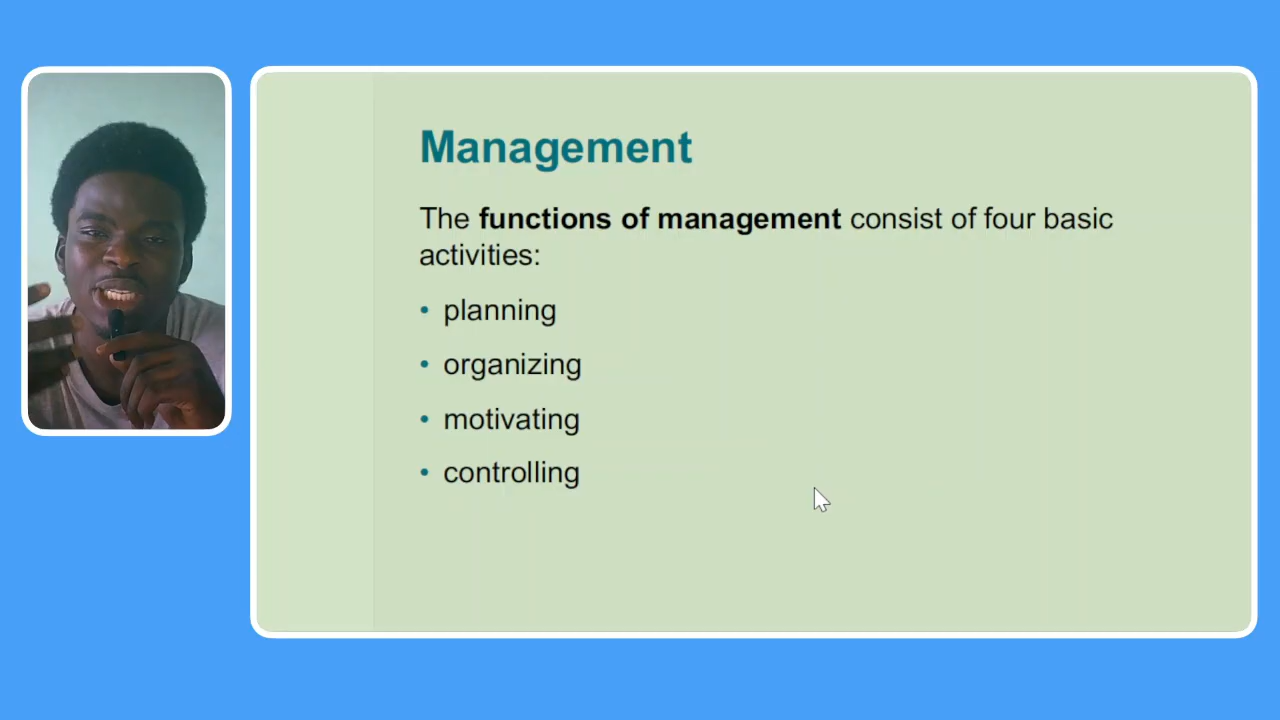 Management
The functions of management consist of four basic
activities:
• planning
• organizing
• motivating
• controlling